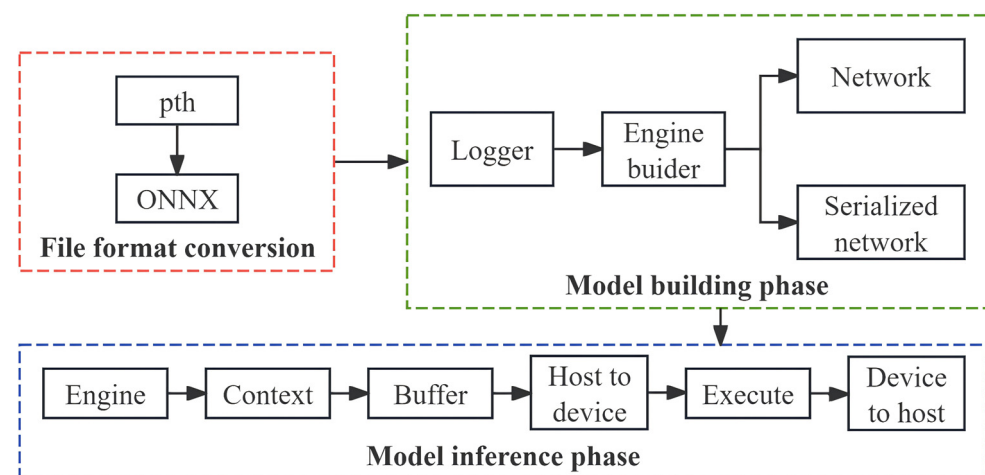 pth
ONNX
File format conversion
Logger
Engine
buider
Network
Serialized
network
Model building phase
Engine
Context
Buffer
Host to
device
Execute
Device
to host
Model inference phase